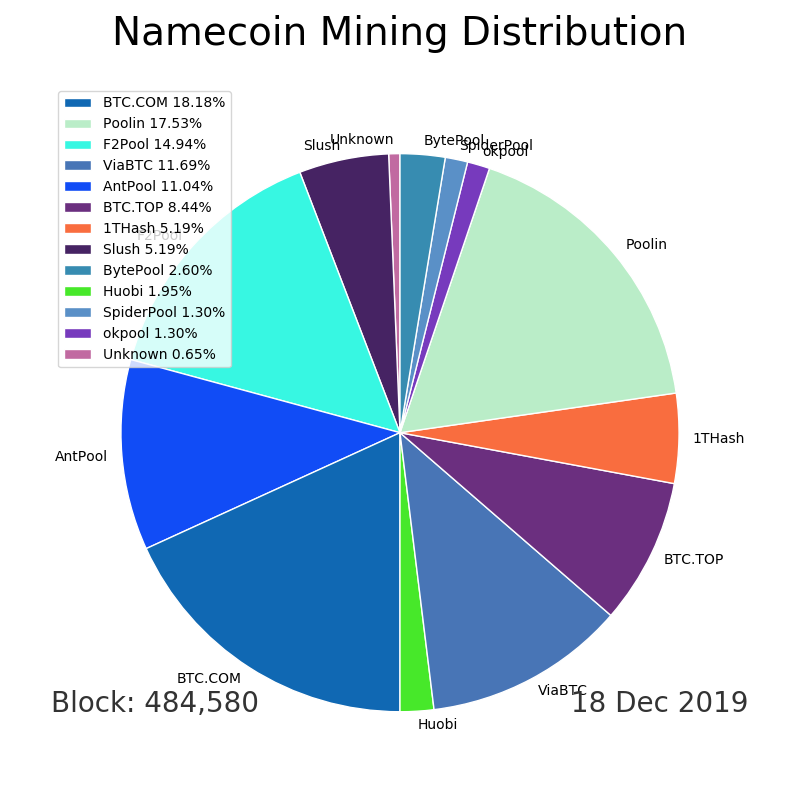 Namecoin Mining Distribution
BTC.COM 18.18%
Poolin 17.53%
F2Pool 14.94%
ViaBTC 11.69%
AntPool 11.04%
BTC.TOP 8.44%
1THash 5.19%
Slush 5.19%
BytePool 2.60%
Huobi 1.95%
SpiderPool 1.30%
okpool 1.30%
Unknown 0.65%
Unknown
Slush
BytePool
SpiderPool
okpool
F2Pool
Poolin
1THash
AntPool
BTC.TOP
BTC.COM
ViaBTC
Huobi
Block: 484,580
18 Dec 2019